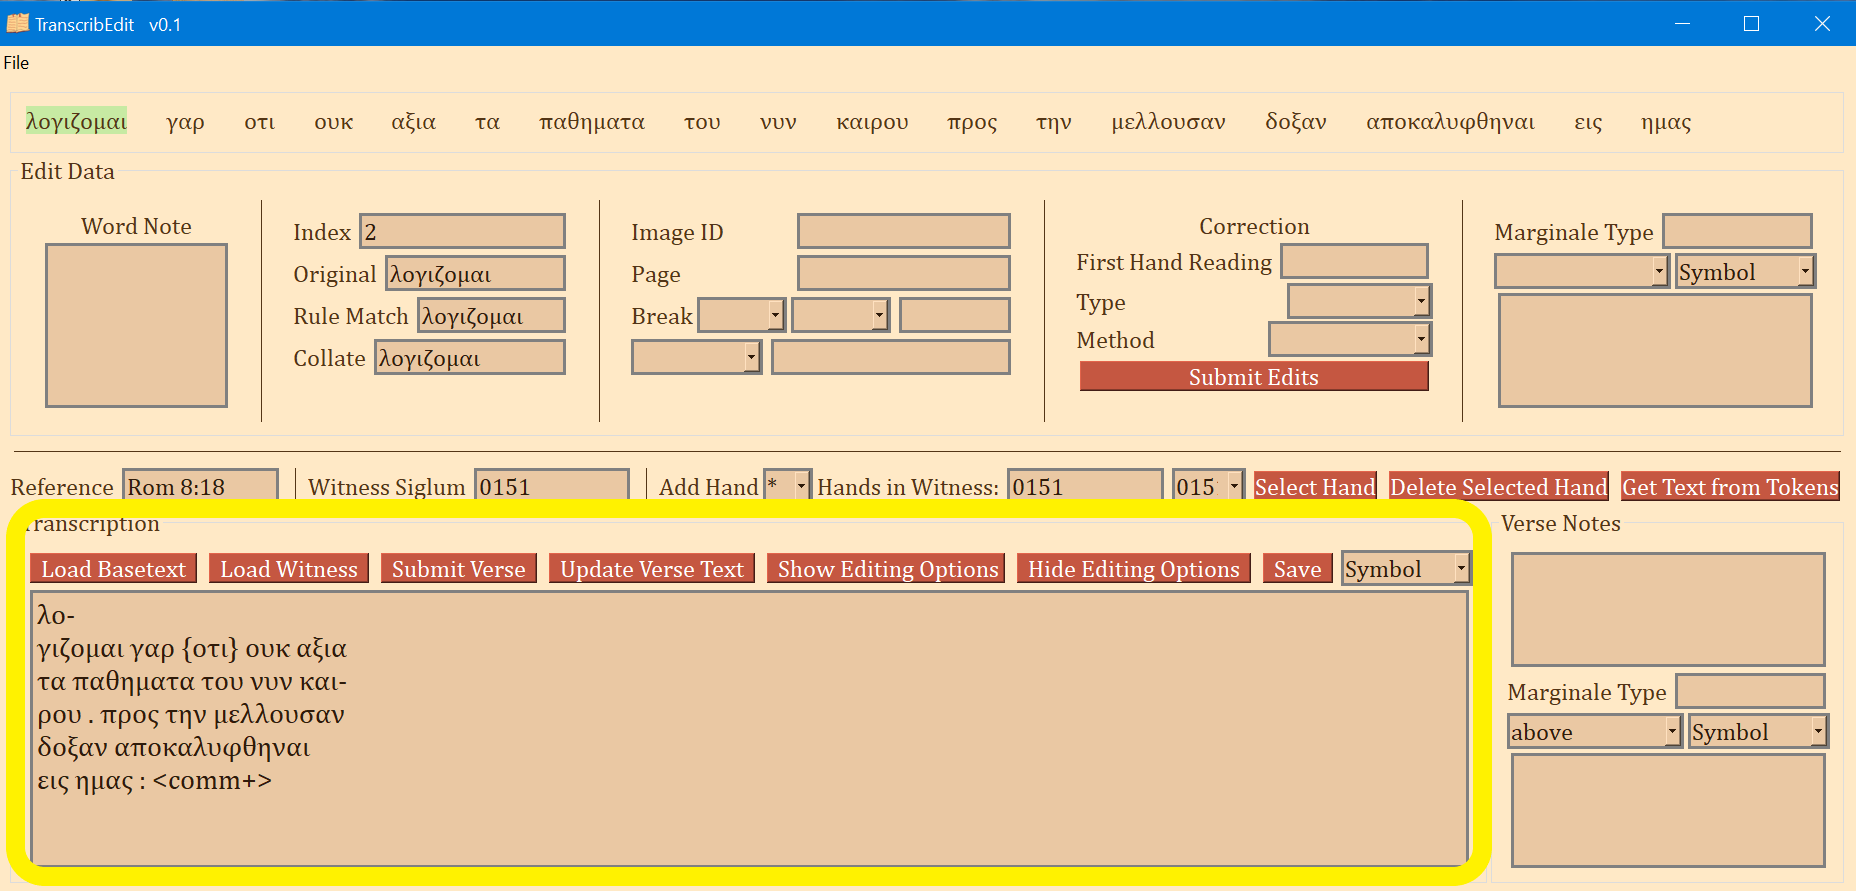 TranscribEdit v0.1
File
λογιζομαι γαρ οτι ουκ αξια τα παθηματα του νυν καιρου προς την μελλουσαν δοξαν αποκαλυφθηναι εις ημας
Edit Data
Word Note
Index 2
Original λογιζομαι
Rule Match λογιζομαι
Collate λογιζομαι
Image ID
Page
Break
Correction
First Hand Reading
Type
Method
Submit Edits
Marginale Type
Symbol
Reference Rom 8:18 Witness Siglum 0151 Add Hand * Hands in Witness: 0151 015 Select Hand Delete Selected Hand Get Text from Tokens
Transcription
Load Basetext Load Witness Submit Verse Update Verse Text Show Editing Options Hide Editing Options Save Symbol
λο-
γιζομαι γαρ {οτι} ουκ αξια
τα παθηματα του νυν και-
ρου . προς την μελλουσαν
δοξαν αποκαλυφθηναι
εις ημας : <comm+>
Verse Notes
Marginale Type
above Symbol